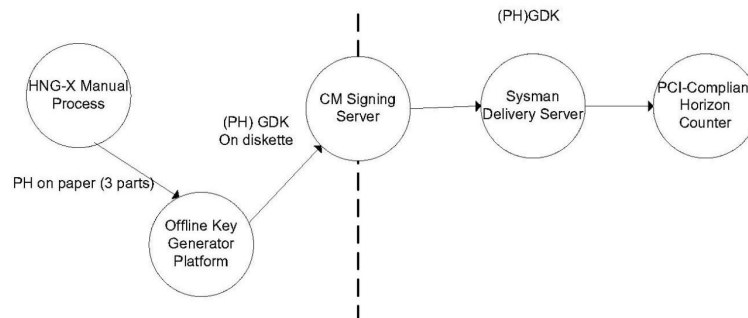 (PH)GDK
HNG-X Manual
Process
(PH) GDK
On diskette
CM Signing
Server
Sysman
Delivery Server
PCI-Complian
Horizon
Counter
PH on paper (3 parts)
Offline Key
Generator
Platform